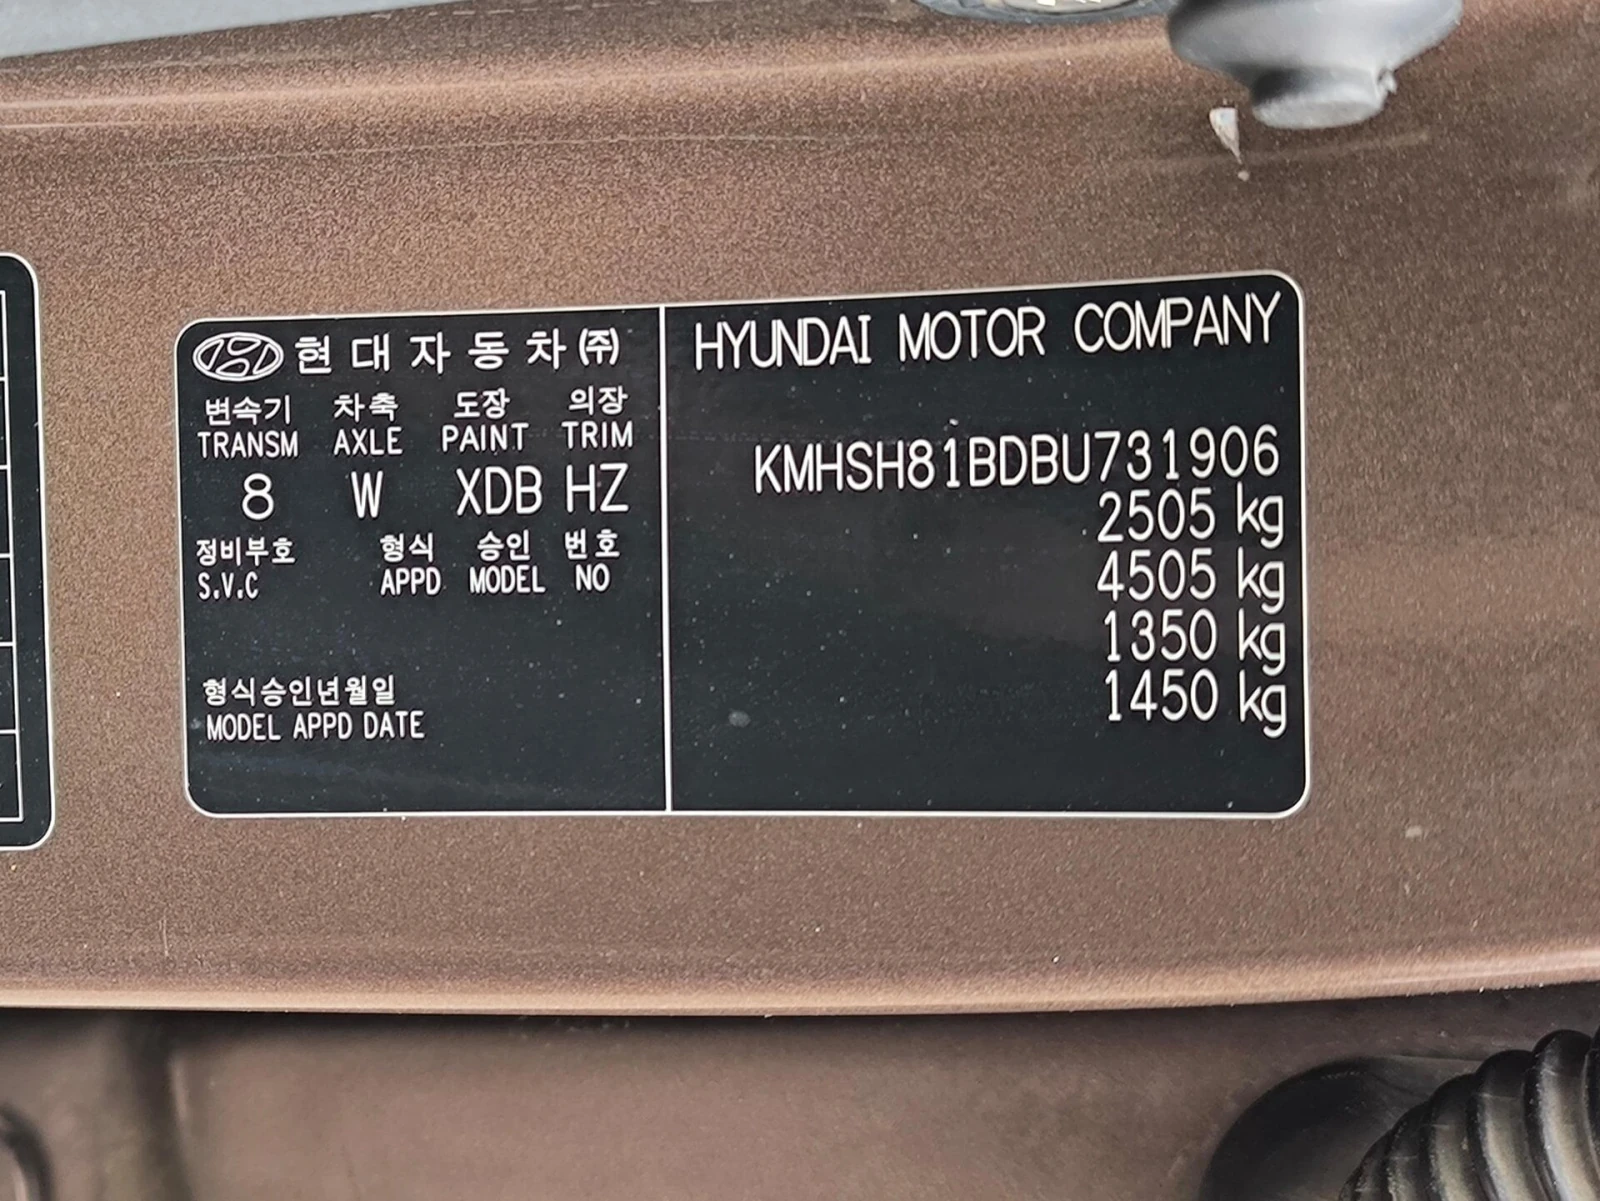 현대자동차(주)
변속기 차축 도장 의장
TRANSM AXLE PAINT TRIM
8 W XDB HZ
정비부호 형식 승인 번호
S.V.C APPD MODEL NO
형식승인년월일
MODEL APPD DATE
HYUNDAI MOTOR COMPANY
KMHSH81BDBU731906
2505 kg
4505 kg
1350 kg
1450 kg